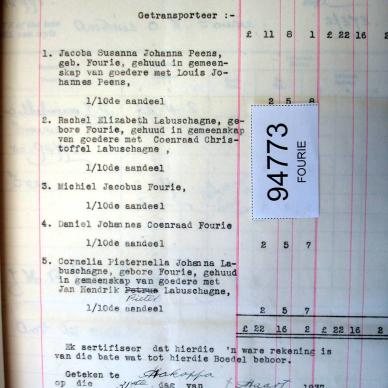 Getransporteer :-
£ 11 8 1 £ 22 16 2
1. Jacoba Susanna Johanna Peens,
geb. Fourie, gehuud in gemeen-
skap van goedere met Louis Jo-
hannes Peens,
1/10de aandeel 2 5 8
2. Rachel Elizabeth Labuschagne, ge-
bore Fourie, gehuud in gemeenskap
van goedere met Coenraad Chris-
toffel Labuschagne ,
1/10de aandeel
3. Michiel Jacobus Fourie,
1/10de aandeel
4. Daniel Johannes Coenraad Fourie
1/10de aandeel 2 5 7
5. Cornelia Pieternella Johanna La-
buschagne, gebore Fourie, gehuud
in gemeenskap van goedere met
Jan Hendrik Petrus Labuschagne,
Pieter
1/10de aandeel 2 5 7
£ 22 16 2 £ 22 16 2
94773
FOURIE
Ek sertifiseer dat hierdie 'n ware rekening is
van die bate wat tot hierdie Boedel behoor.
Geteken te
op die dag van Maart